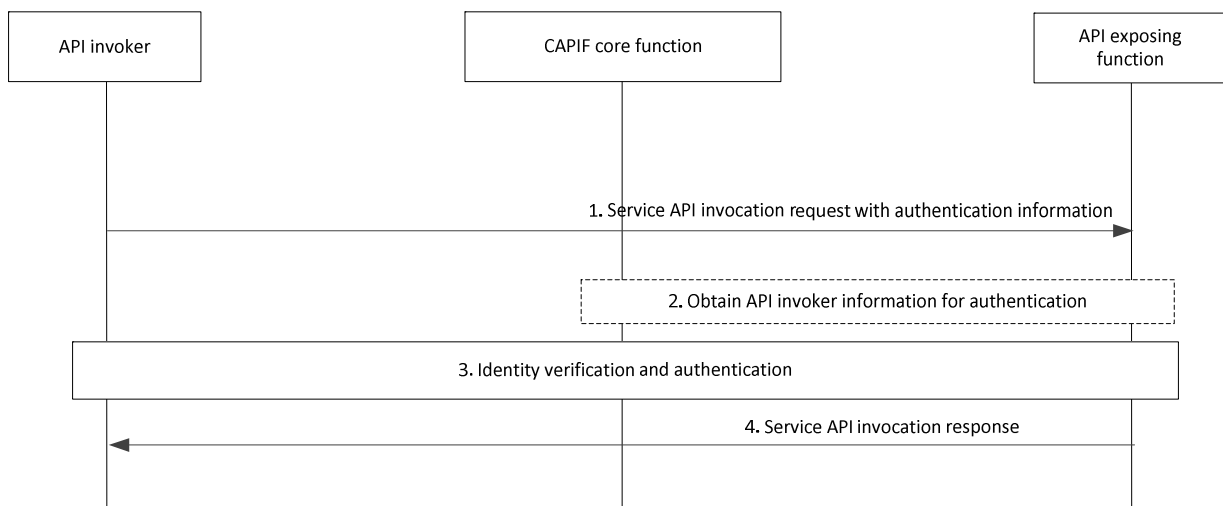 API invoker
CAPIF core function
API exposing
function
1. Service API invocation request with authentication information
2. Obtain API invoker information for authentication
3. Identity verification and authentication
4. Service API invocation response